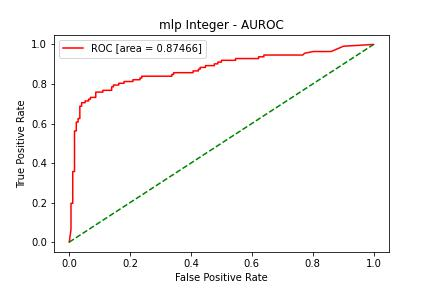 mlp Integer - AUROC
ROC [area = 0.87466]
True Positive Rate
1.0
0.8
0.6
0.4
0.2
0.0
0.0 0.2 0.4 0.6 0.8 1.0
False Positive Rate